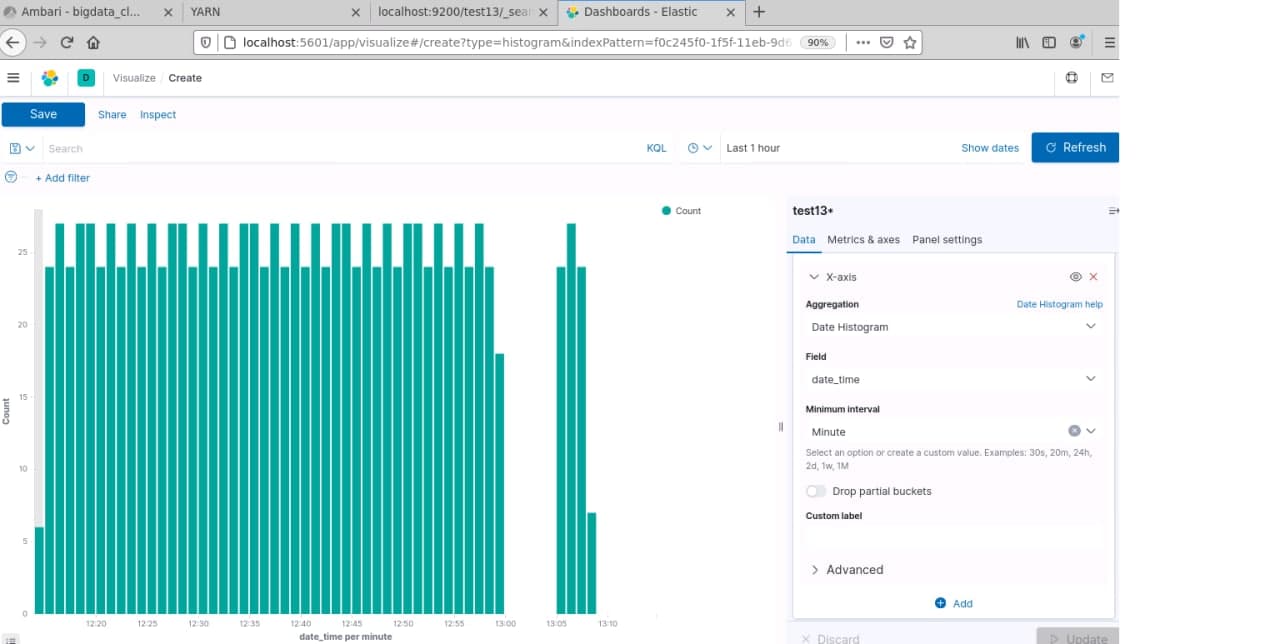 Ambari - bigdata_cl... YARN localhost:9200/test13/_sea Dashboards - Elastic
localhost:5601/app/visualize#/create?type=histogram&indexPattern=f0c245f0-1f5f-11eb-9d6 90%
D Visualize / Create
Save Share Inspect
Search KQL Last 1 hour Show dates Refresh
+ Add filter
Count
25
20
15
10
5
0
Count
12:20 12:25 12:30 12:35 12:40 12:45 12:50 12:55 13:00 13:05 13:10
date_time per minute
test13*
Data Metrics & axes Panel settings
X-axis
Aggregation Date Histogram help
Date Histogram
Field
date_time
Minimum interval
Minute
Select an option or create a custom value. Examples: 30s, 20m, 24h,
2d, 1w, 1M
Drop partial buckets
Custom label
Advanced
Add
Discard Update